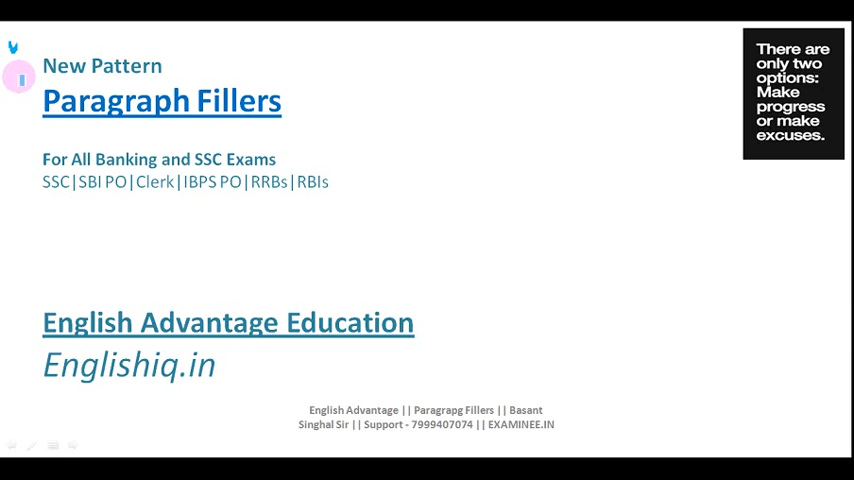 New Pattern
Paragraph Fillers
For All Banking and SSC Exams
SSC|SBI PO|Clerk|IBPS PO|RRBs|RBIs
English Advantage Education
Englishiq.in
English Advantage || Paragrapg Fillers || Basant
Singhal Sir || Support - 7999407074 || EXAMINEE.IN
There are
only two
options:
Make
progress
or make
excuses.